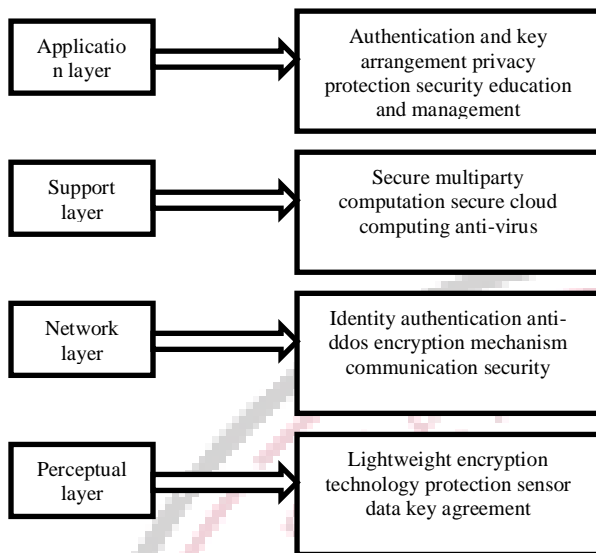 Applicatio
n layer
Authentication and key
arrangement privacy
protection security education
and management
Support
layer
Secure multiparty
computation secure cloud
computing anti-virus
Network
layer
Identity authentication anti-
ddos encryption mechanism
communication security
Perceptual
layer
Lightweight encryption
technology protection sensor
data key agreement